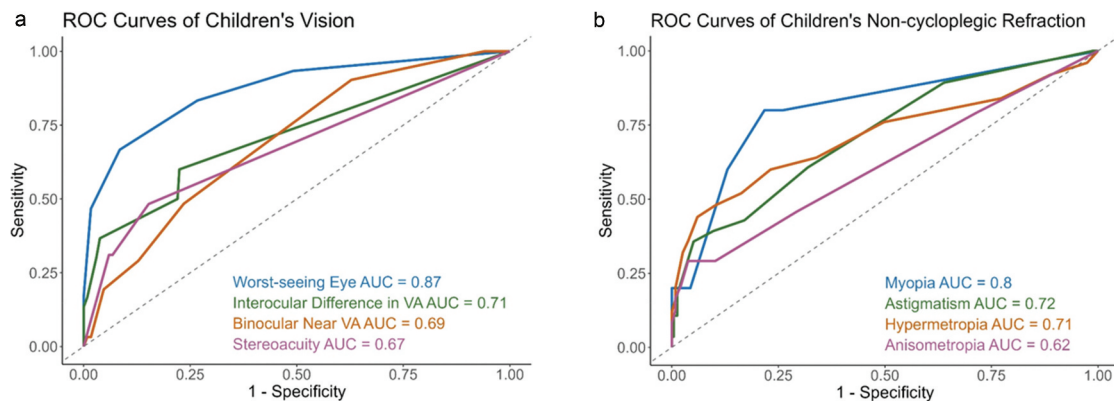 a
ROC Curves of Children's Vision
1.00
0.75
0.50
0.25
0.00
Sensitivity
Worst-seeing Eye AUC = 0.87
Interocular Difference in VA AUC = 0.71
Binocular Near VA AUC = 0.69
Stereoacuity AUC = 0.67
0.00 0.25 0.50 0.75 1.00
1 - Specificity
b
ROC Curves of Children's Non-cycloplegic Refraction
1.00
0.75
0.50
0.25
0.00
Sensitivity
Myopia AUC = 0.8
Astigmatism AUC = 0.72
Hypermetropia AUC = 0.71
Anisometropia AUC = 0.62
0.00 0.25 0.50 0.75 1.00
1 - Specificity